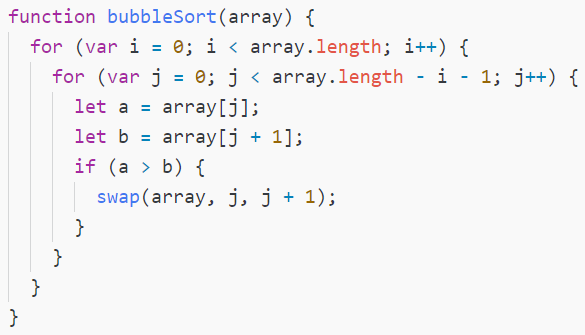 function bubbleSort(array) {
  for (var i = 0; i < array.length; i++) {
    for (var j = 0; j < array.length - i - 1; j++) {
      let a = array[j];
      let b = array[j + 1];
      if (a > b) {
        swap(array, j, j + 1);
      }
    }
  }
}